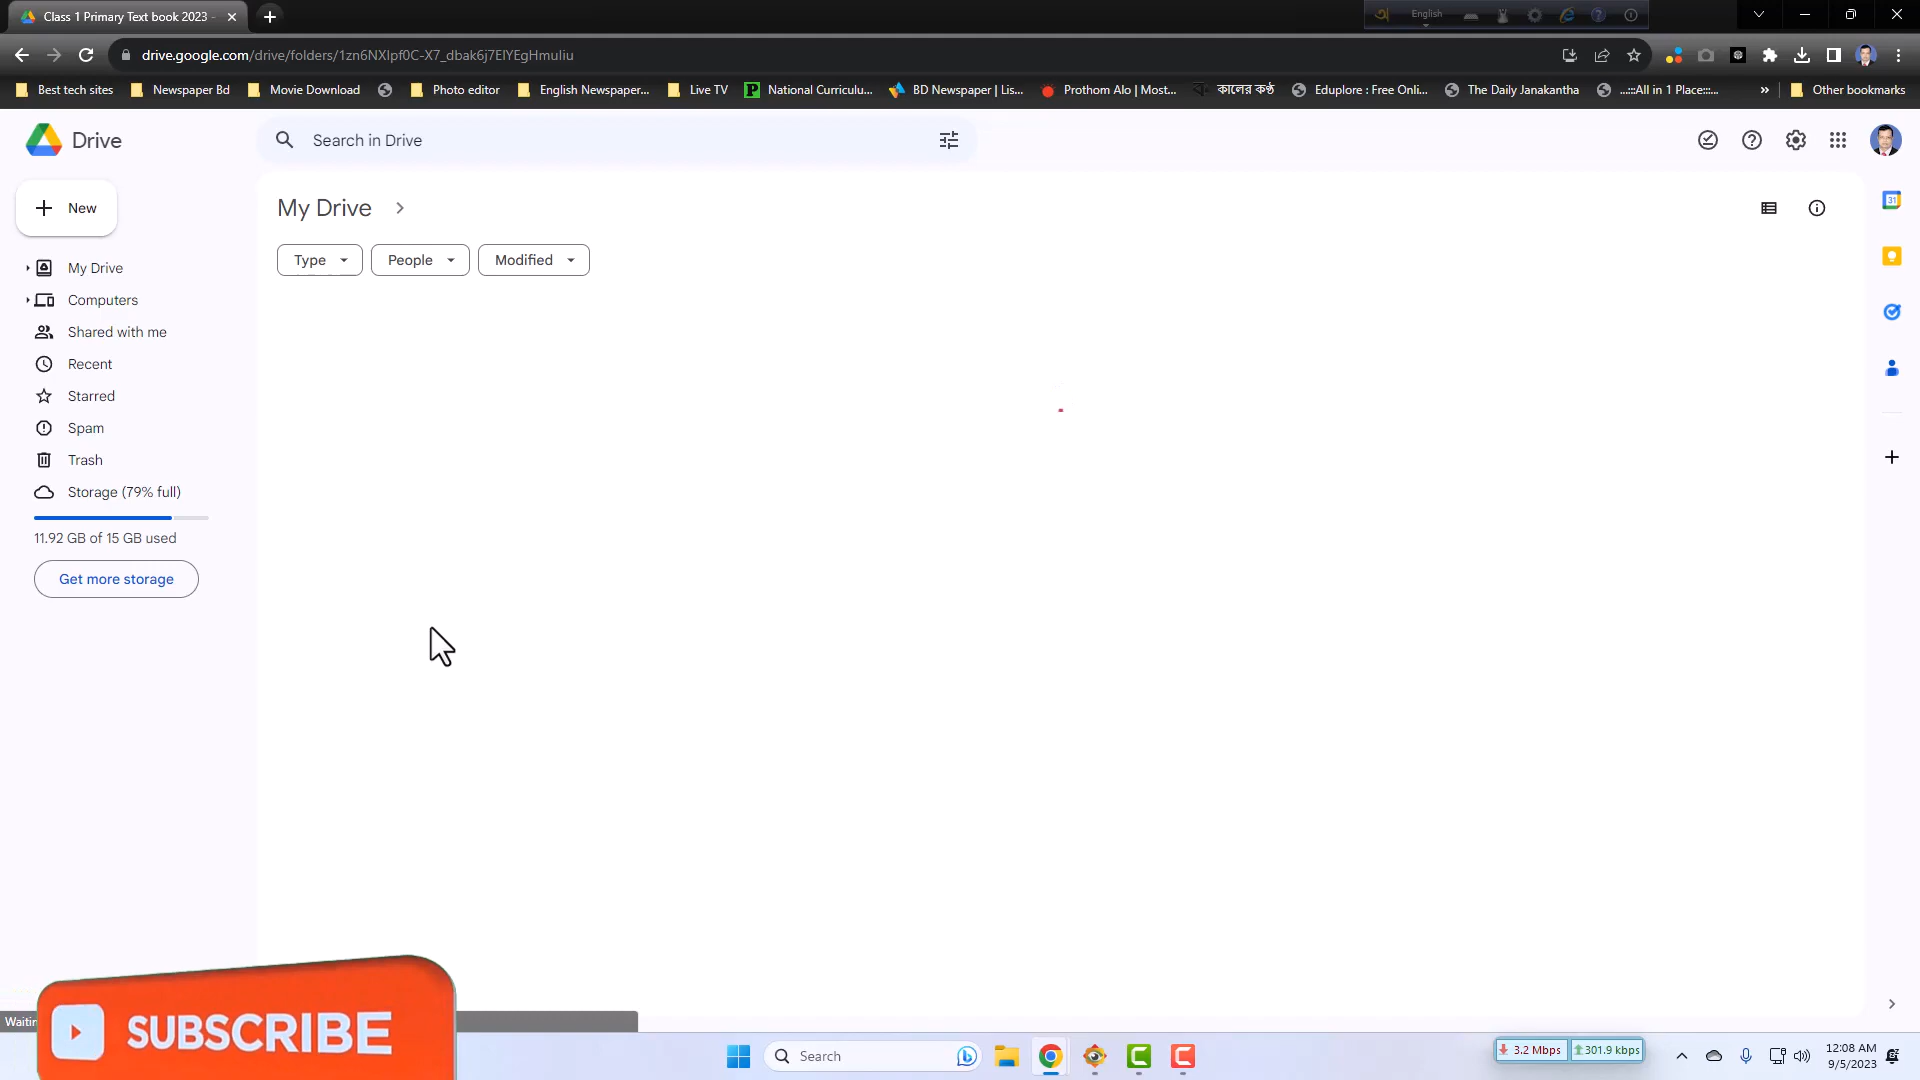 Class 1 Primary Text book 2023 -
English
drive.google.com/drive/folders/1zn6NXIpf0C-X7_dbak6j7EIYEgHmuIiu
Best tech sites
Newspaper Bd
Movie Download
Photo editor
English Newspaper...
Live TV
National Curriculu...
BD Newspaper | Lis...
Prothom Alo | Most...
কালের কণ্ঠ
Eduplore : Free Onli...
The Daily Janakantha
...:::All in 1 Place:::...
»
Other bookmarks
Drive
Search in Drive
New
My Drive
Type
People
Modified
My Drive
Computers
Shared with me
Recent
Starred
Spam
Trash
Storage (79% full)
11.92 GB of 15 GB used
Get more storage
31
SUBSCRIBE
Search
3.2 Mbps
301.9 kbps
12:08 AM
9/5/2023